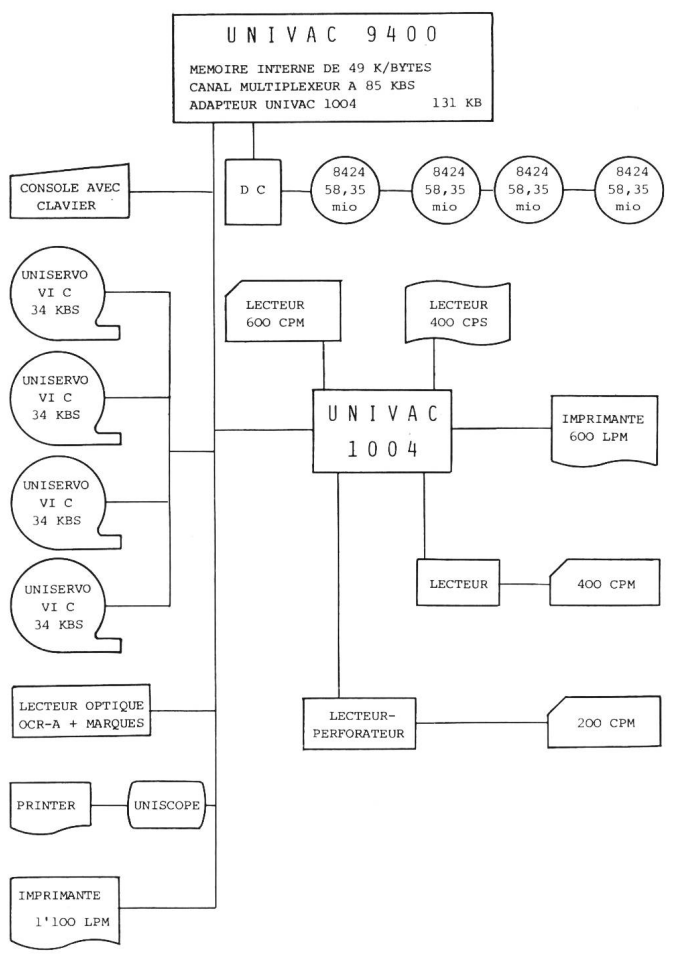 UNIVAC 9400
MEMOIRE INTERNE DE 49 K/BYTES
CANAL MULTIPLEXEUR A 85 KBS
ADAPTEUR UNIVAC 1004 131 KB
CONSOLE AVEC
CLAVIER
D C
8424
58,35
mio
8424
58,35
mio
8424
58,35
mio
8424
58,35
mio
UNISERVO
VI C
34 KBS
UNISERVO
VI C
34 KBS
UNISERVO
VI C
34 KBS
UNISERVO
VI C
34 KBS
LECTEUR
600 CPM
LECTEUR
400 CPS
UNIVAC
1004
IMPRIMANTE
600 LPM
LECTEUR
400 CPM
LECTEUR-
PERFORATEUR
200 CPM
LECTEUR OPTIQUE
OCR-A + MARQUES
PRINTER
UNISCOPE
IMPRIMANTE
1'100 LPM